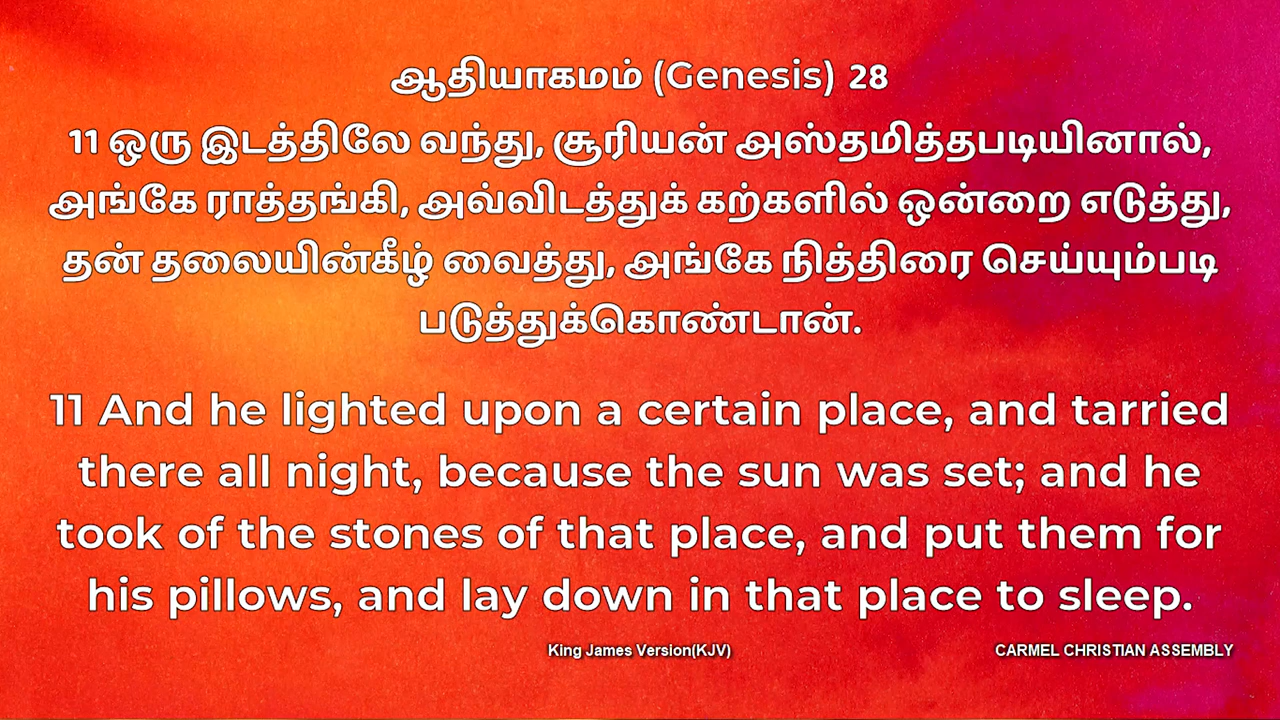 ஆதியாகமம் (Genesis) 28
11 ஒரு இடத்திலே வந்து, சூரியன் அஸ்தமித்தபடியினால்,
அங்கே ராத்தங்கி, அவ்விடத்துக் கற்களில் ஒன்றை எடுத்து,
தன் தலையின்கீழ் வைத்து, அங்கே நித்திரை செய்யும்படி
படுத்துக்கொண்டான்.
11 And he lighted upon a certain place, and tarried
there all night, because the sun was set; and he
took of the stones of that place, and put them for
his pillows, and lay down in that place to sleep.
King James Version(KJV)
CARMEL CHRISTIAN ASSEMBLY